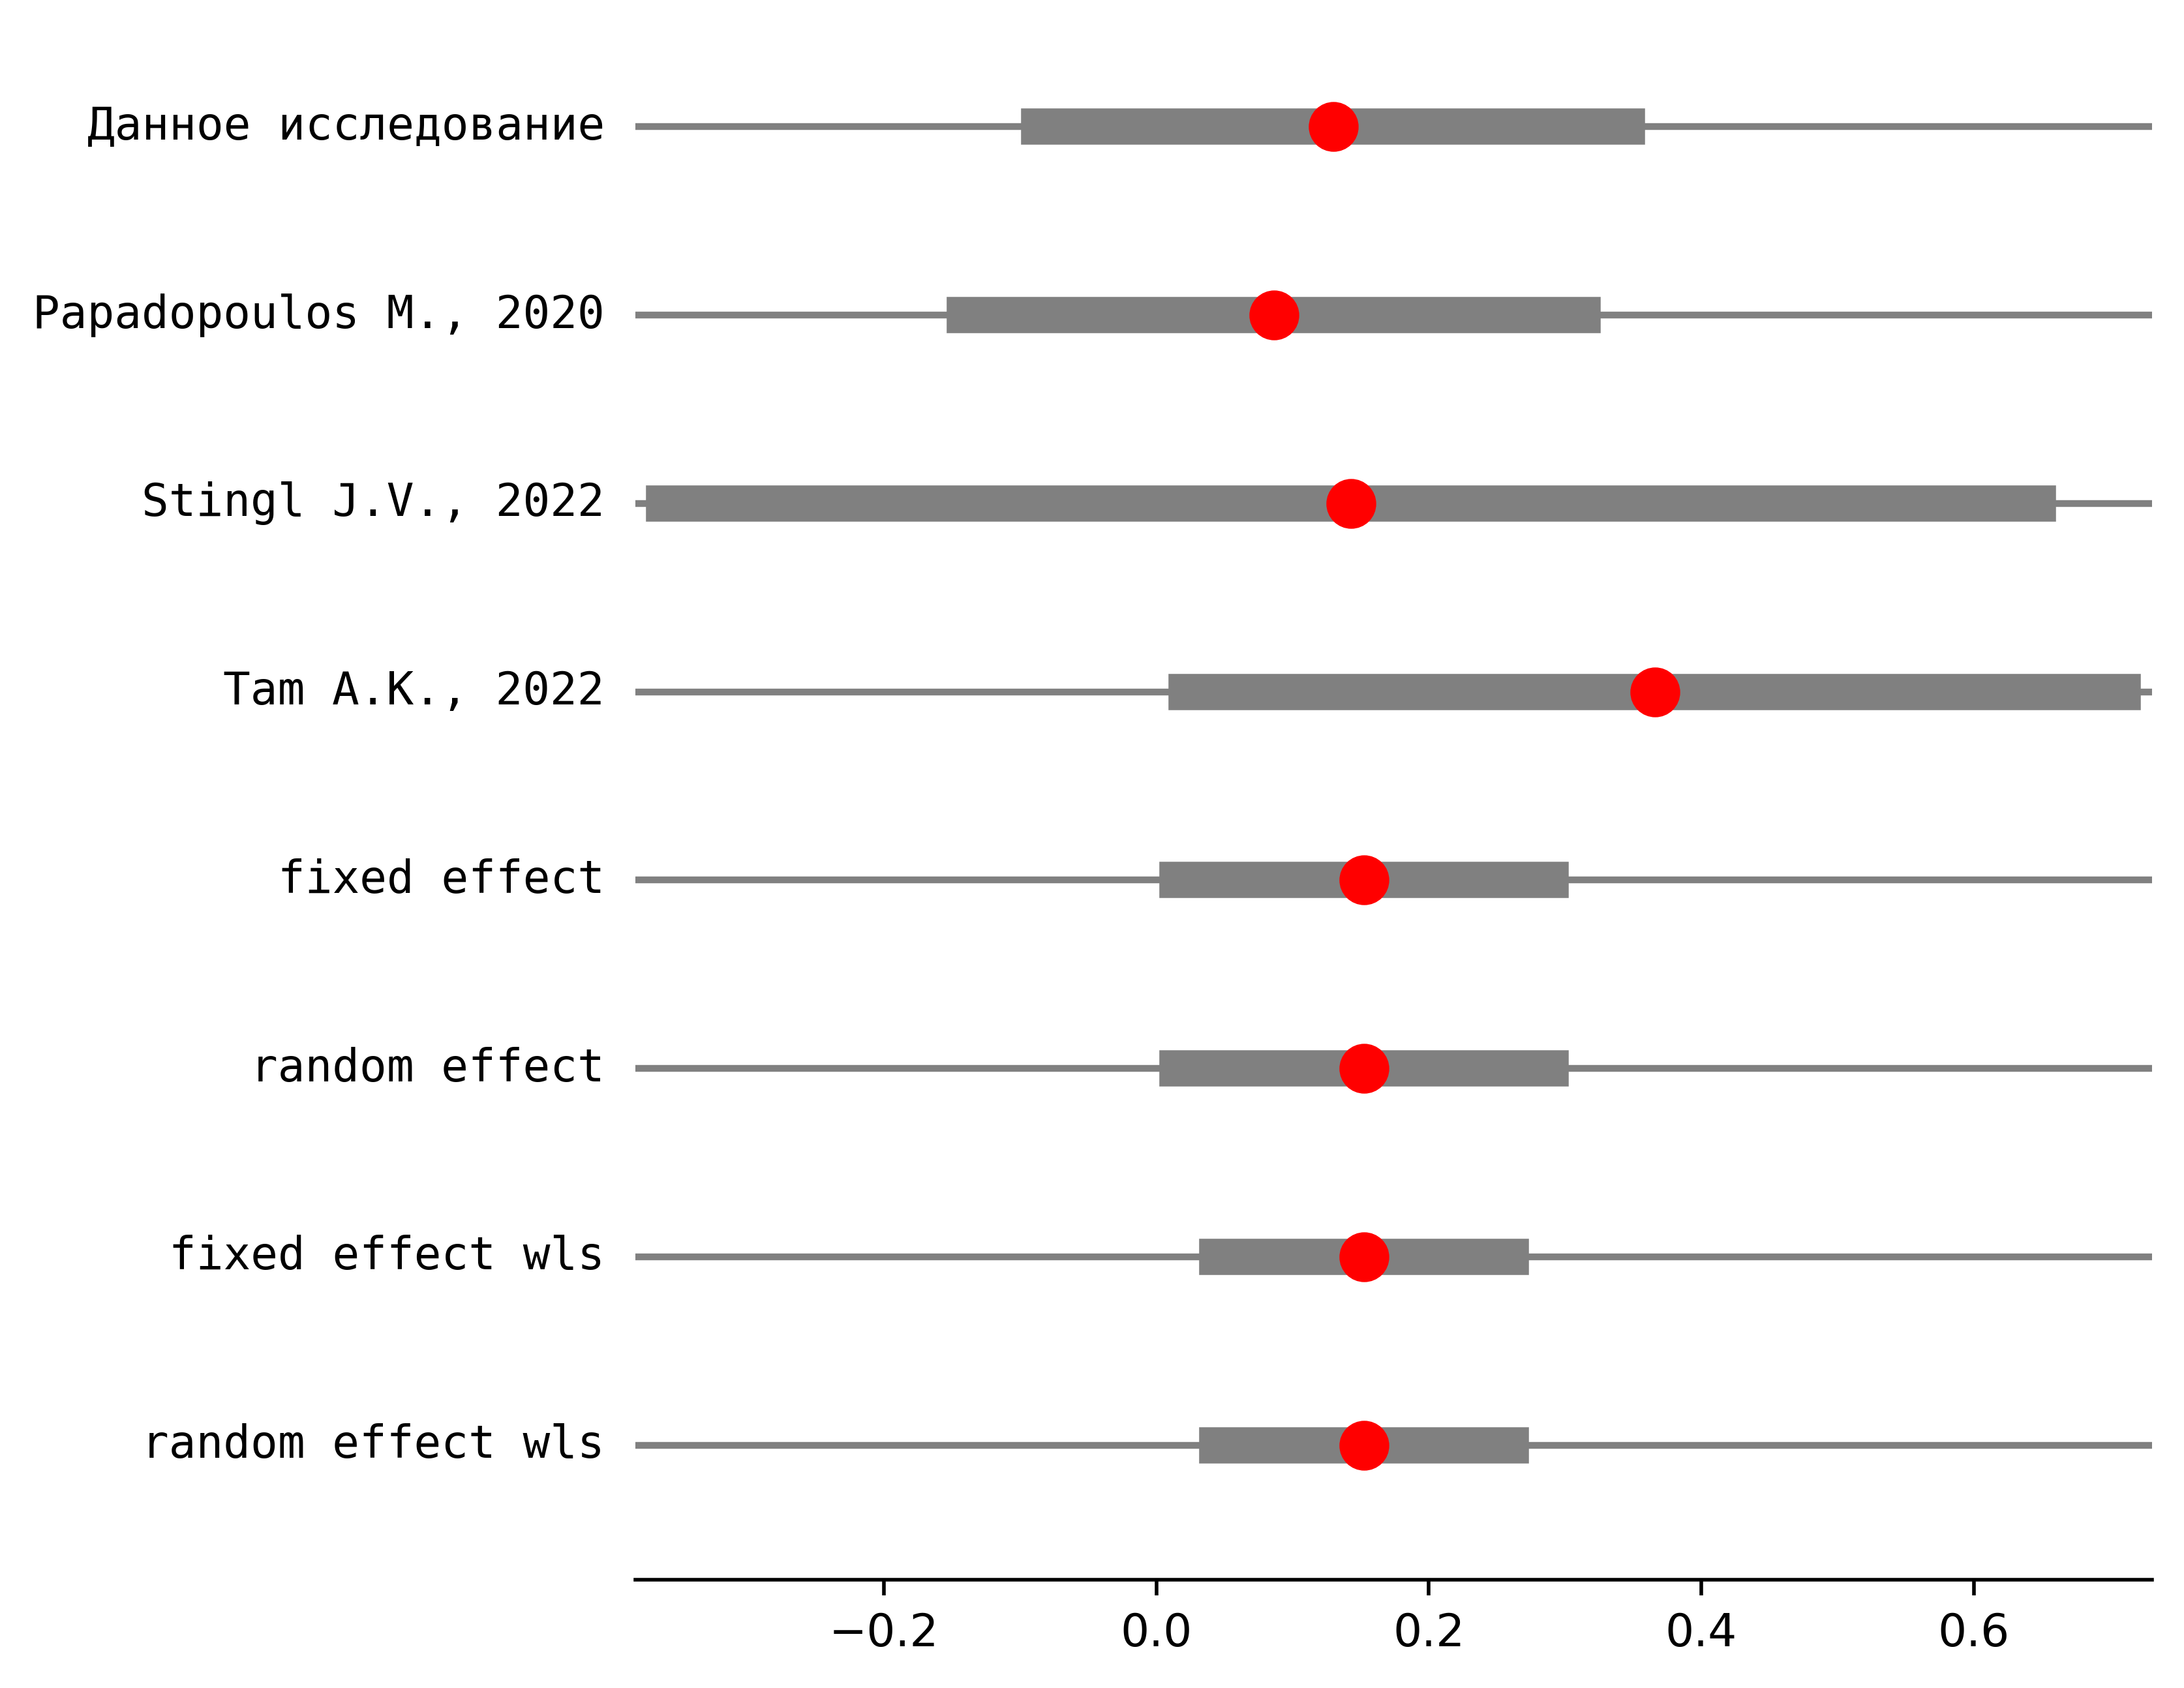 Данное исследование
Papadopoulos M., 2020
Stingl J.V., 2022
Tam A.K., 2022
fixed effect
random effect
fixed effect wls
random effect wls
−0.2 0.0 0.2 0.4 0.6